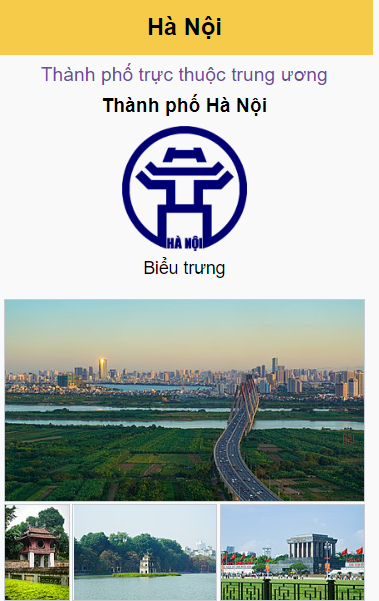 Hà Nội
Thành phố trực thuộc trung ương
Thành phố Hà Nội
HÀ NỘI
Biểu trưng